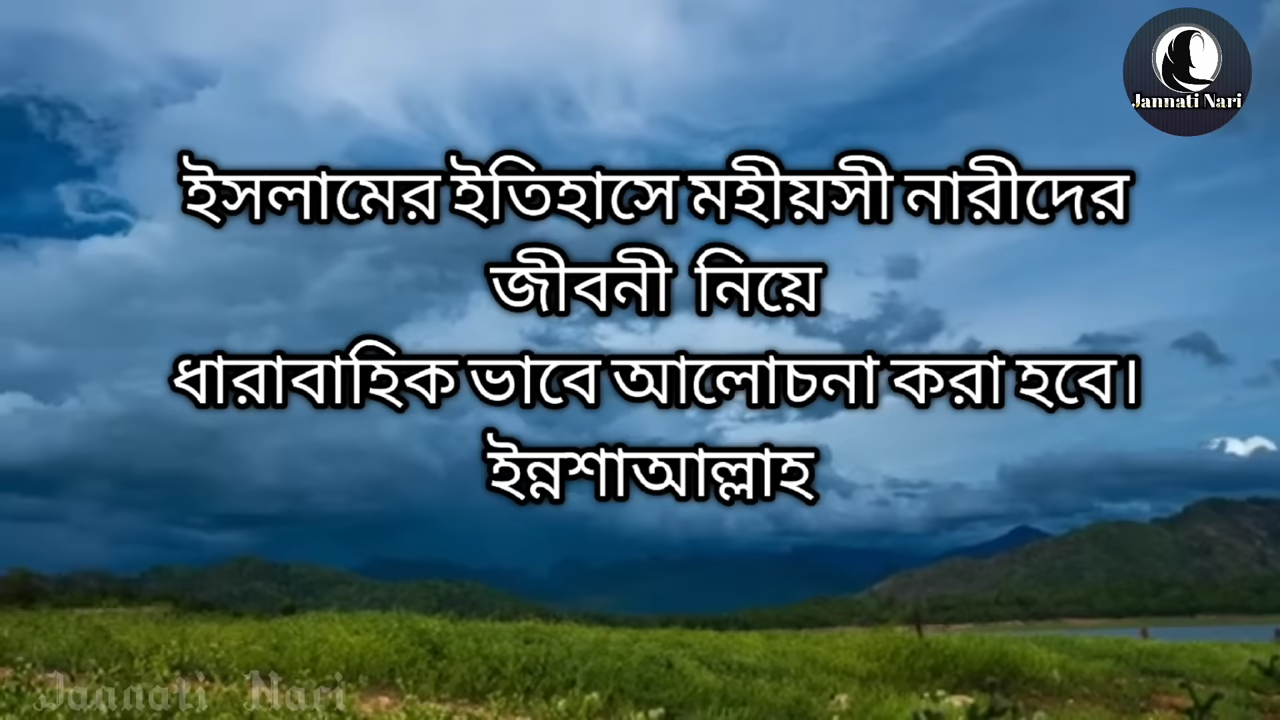 Jannati Nari
ইসলামের ইতিহাসে মহীয়সী নারীদের
জীবনী নিয়ে
ধারাবাহিক ভাবে আলোচনা করা হবে।
ইন্নশাআল্লাহ
Jannati Nari